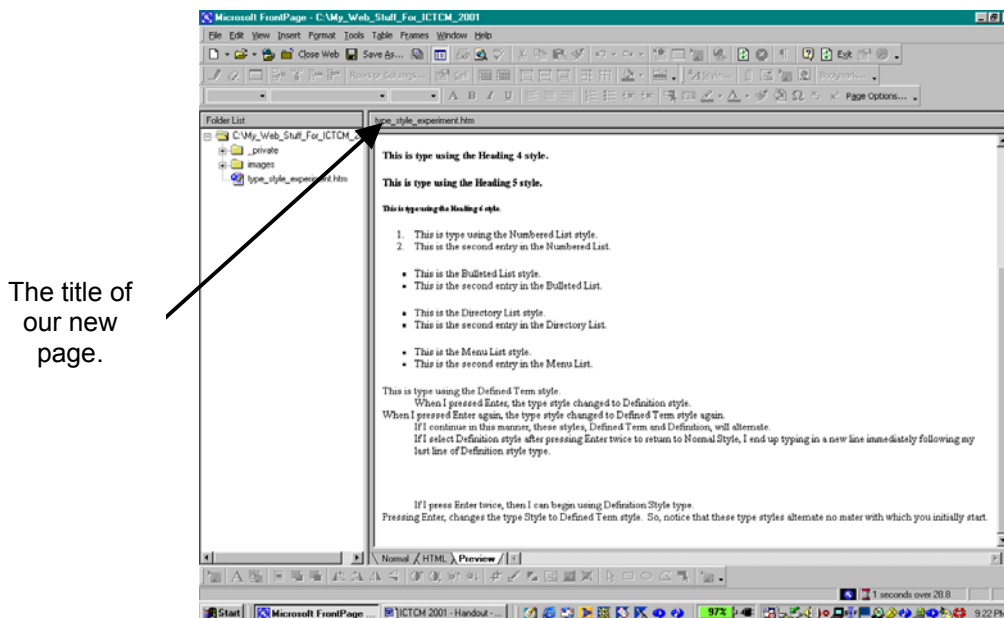 Microsoft FrontPage - C:\My_Web_Stuff_For_ICTCM_2001
File Edit View Insert Format Tools Table Frames Window Help
Close Web Save As... Exit
Rows or Columns... Cell Style... Bookmark...
A B I U Page Options...
Folder List
type_style_experiment.htm
C:\My_Web_Stuff_For_ICTCM_2
_private
images
type_style_experiment.htm
The title of
our new
page.
This is type using the Heading 4 style.
This is type using the Heading 5 style.
This is type using the Heading 6 style.
1. This is type using the Numbered List style.
2. This is the second entry in the Numbered List.
• This is the Bulleted List style.
• This is the second entry in the Bulleted List.
• This is the Directory List style.
• This is the second entry in the Directory List.
• This is the Menu List style.
• This is the second entry in the Menu List.
This is type using the Defined Term style.
When I pressed Enter, the type style changed to Definition style.
When I pressed Enter again, the type style changed to Defined Term style again.
If I continue in this manner, these styles, Defined Term and Definition, will alternate.
If I select Definition style after pressing Enter twice to return to Normal Style, I end up typing in a new line immediately following my
last line of Definition style type.
If I press Enter twice, then I can begin using Definition Style type.
Pressing Enter, changes the type Style to Defined Term style. So, notice that these type styles alternate no mater with which you initially start.
Normal HTML Preview
1 seconds over 28.8
Start Microsoft FrontPage ... ICTCM 2001 - Handout - ... 97% 9:22 PM